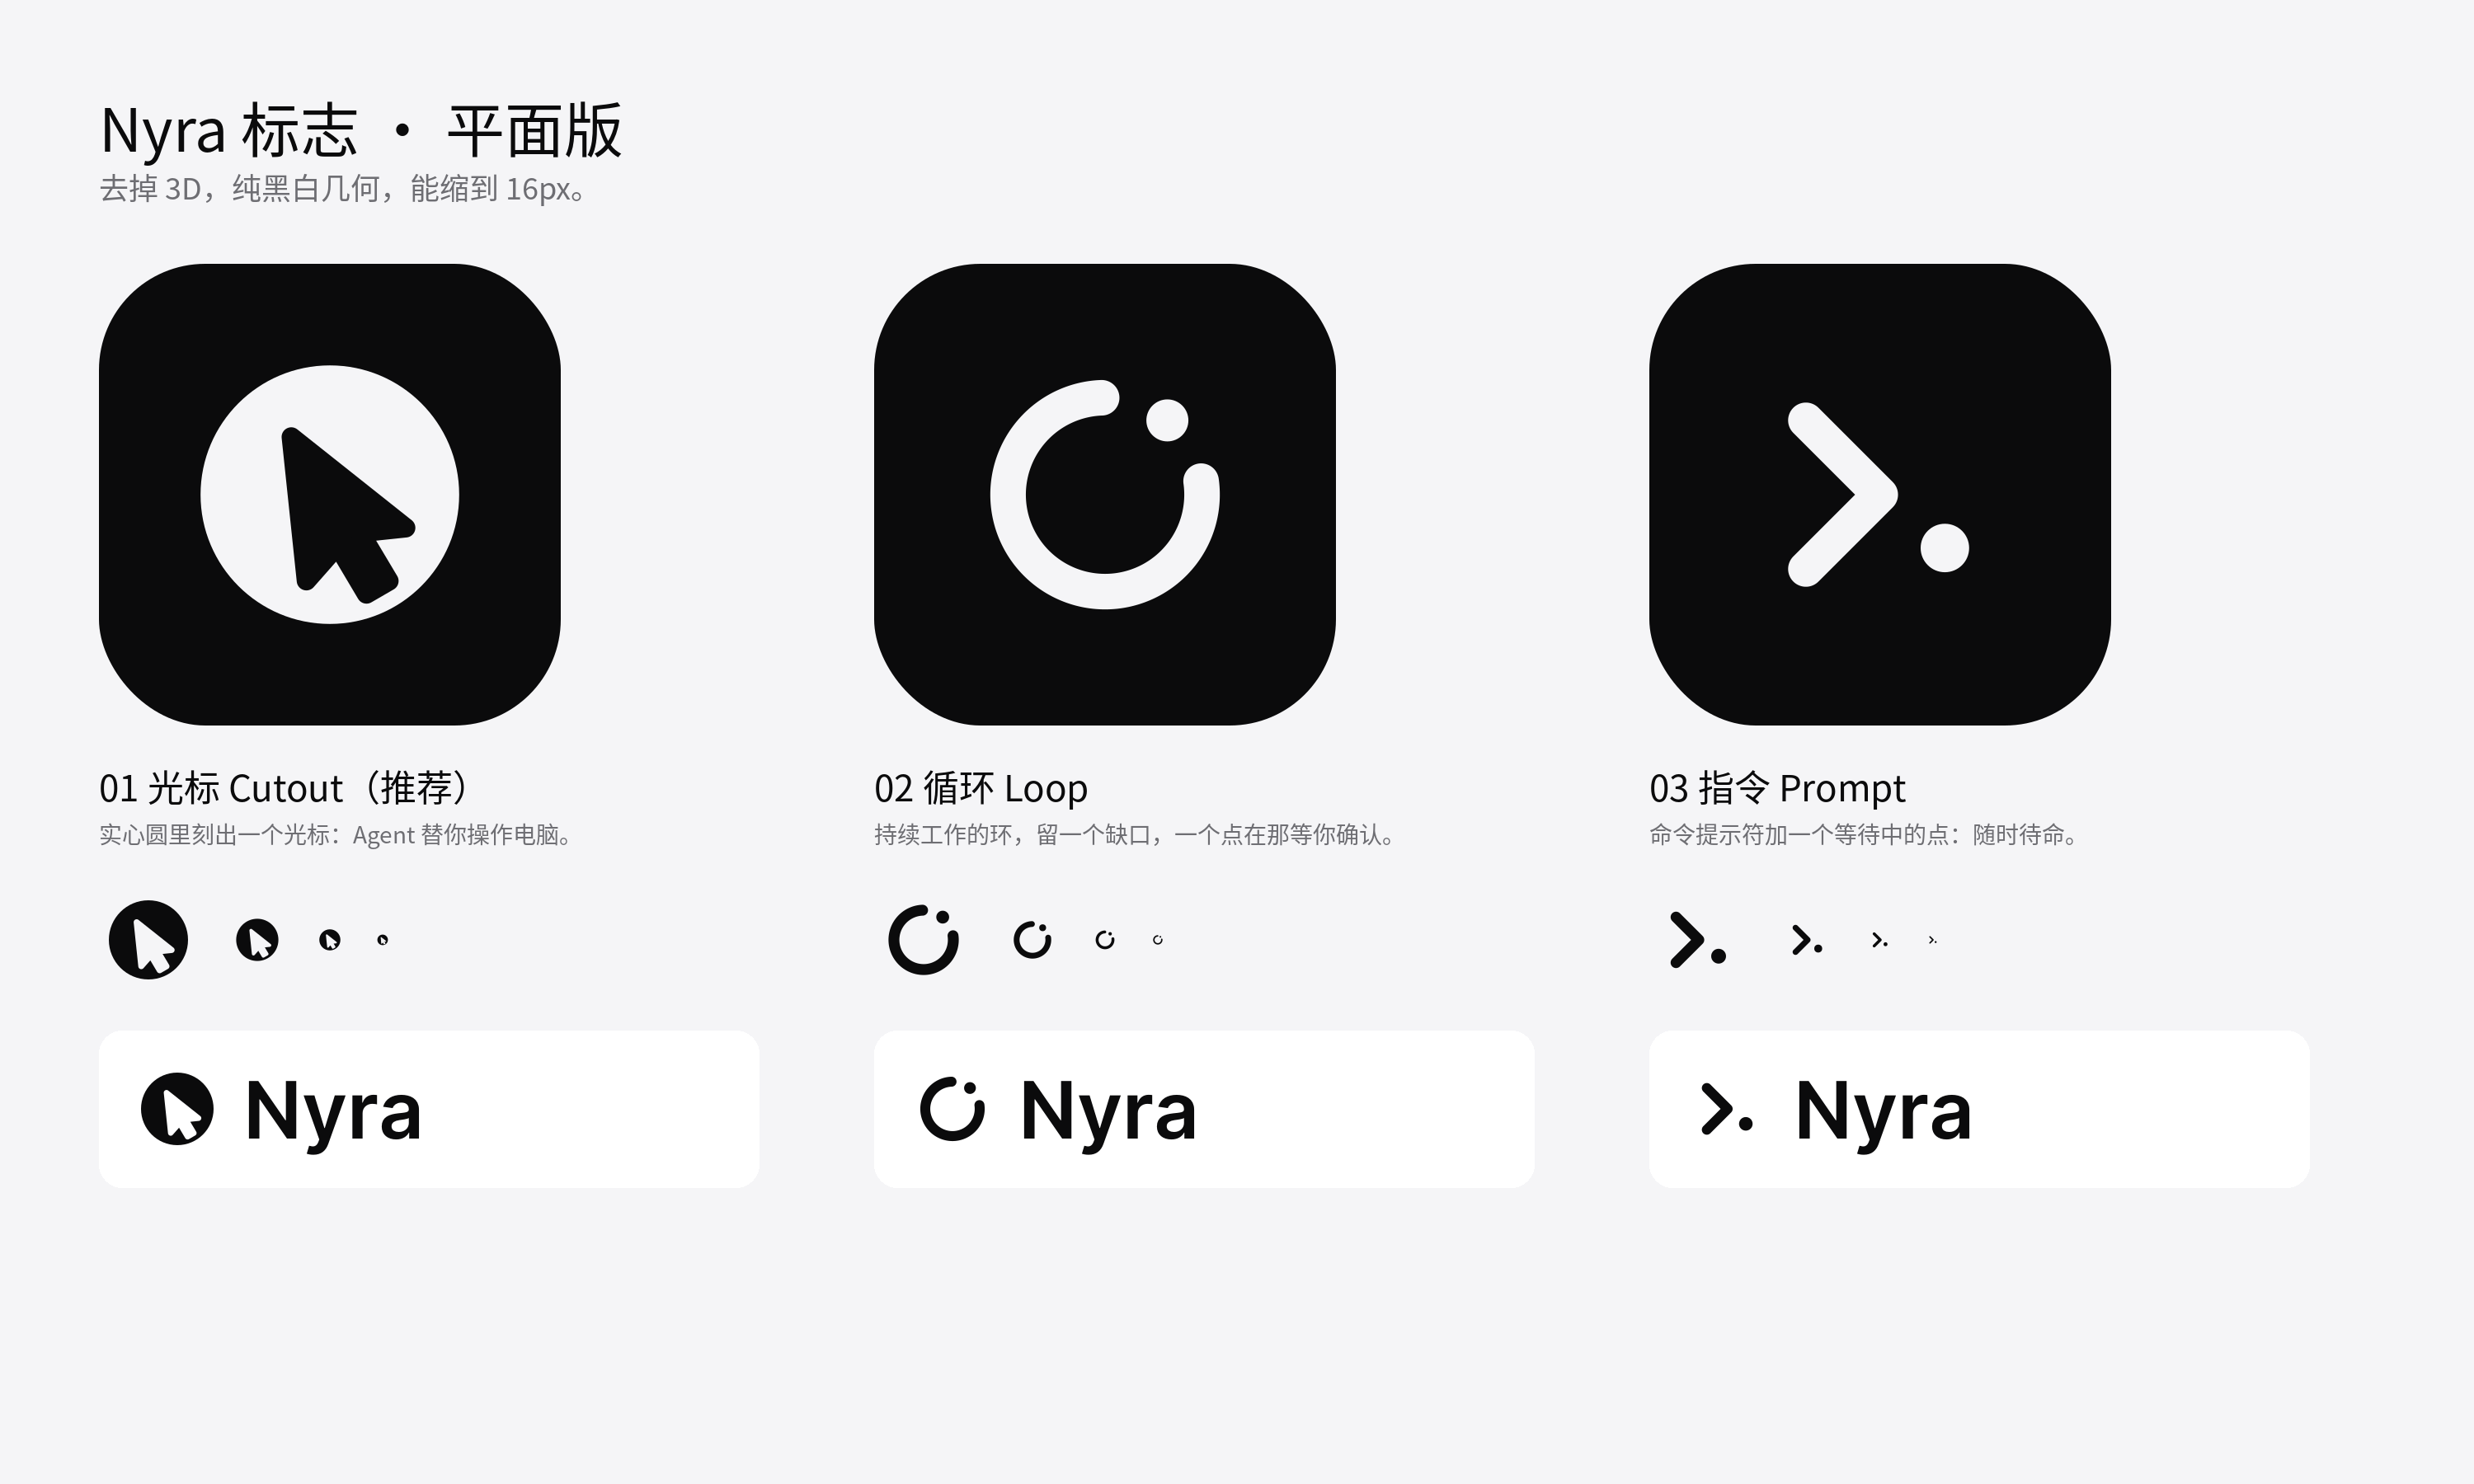 Nyra 标志 · 平面版
去掉 3D，纯黑白几何，能缩到 16px。
01 光标 Cutout（推荐）
实心圆里刻出一个光标：Agent 替你操作电脑。
Nyra
02 循环 Loop
持续工作的环，留一个缺口，一个点在那等你确认。
Nyra
03 指令 Prompt
命令提示符加一个等待中的点：随时待命。
Nyra